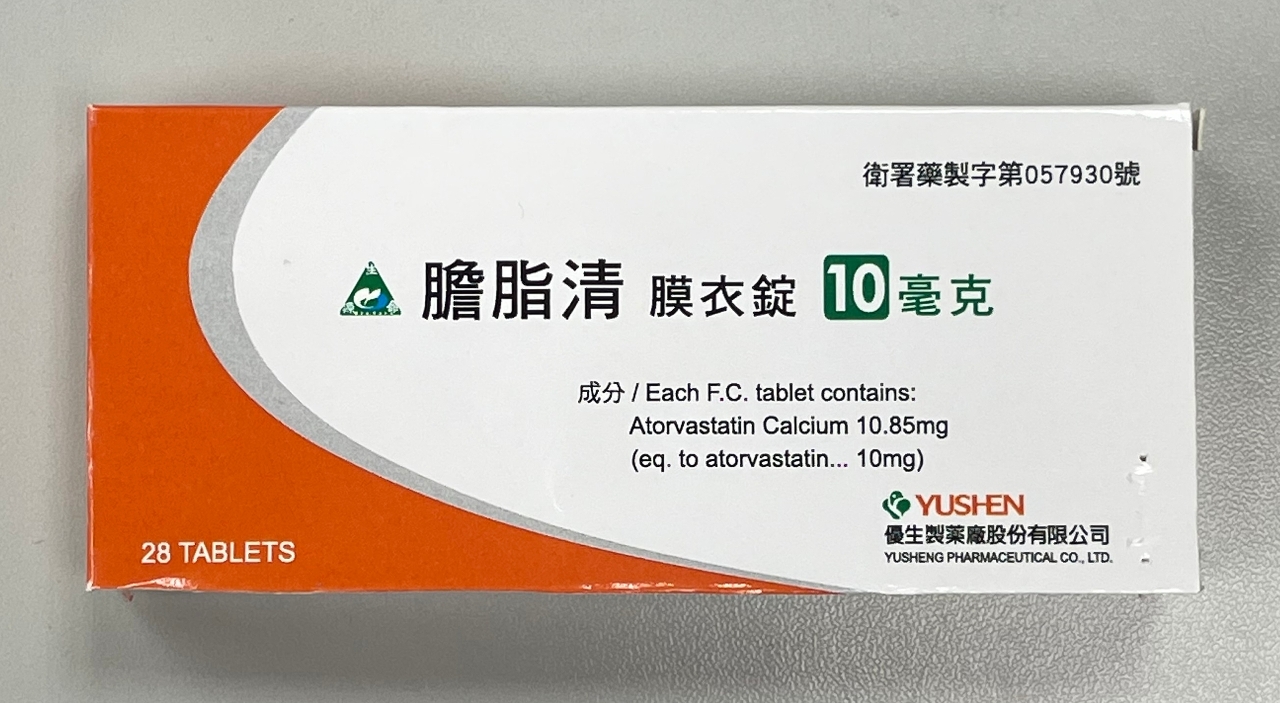 衛署藥製字第057930號
膽脂清 膜衣錠 10毫克
成分 / Each F.C. tablet contains:
Atorvastatin Calcium 10.85mg
(eq. to atorvastatin... 10mg)
YUSHEN
優生製薬廠股份有限公司
YUSHENG PHARMACEUTICAL CO., LTD.
28 TABLETS